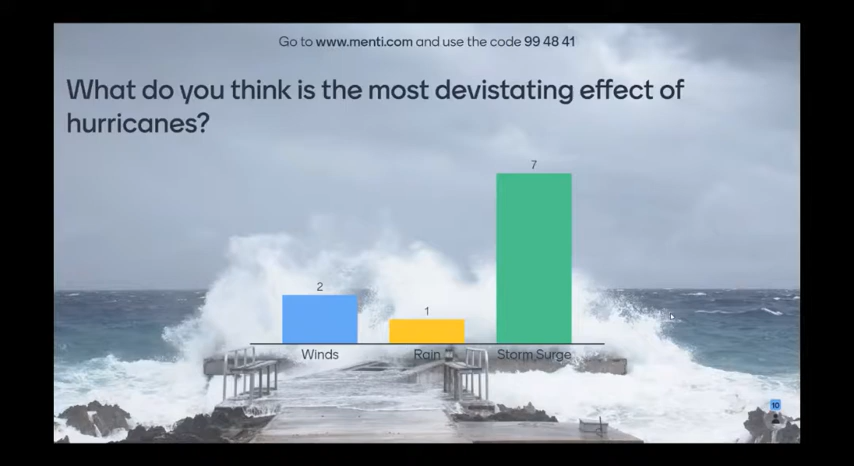 Go to www.menti.com and use the code 99 48 41
What do you think is the most devistating effect of
hurricanes?
7
2
1
Winds Rain Storm Surge
10